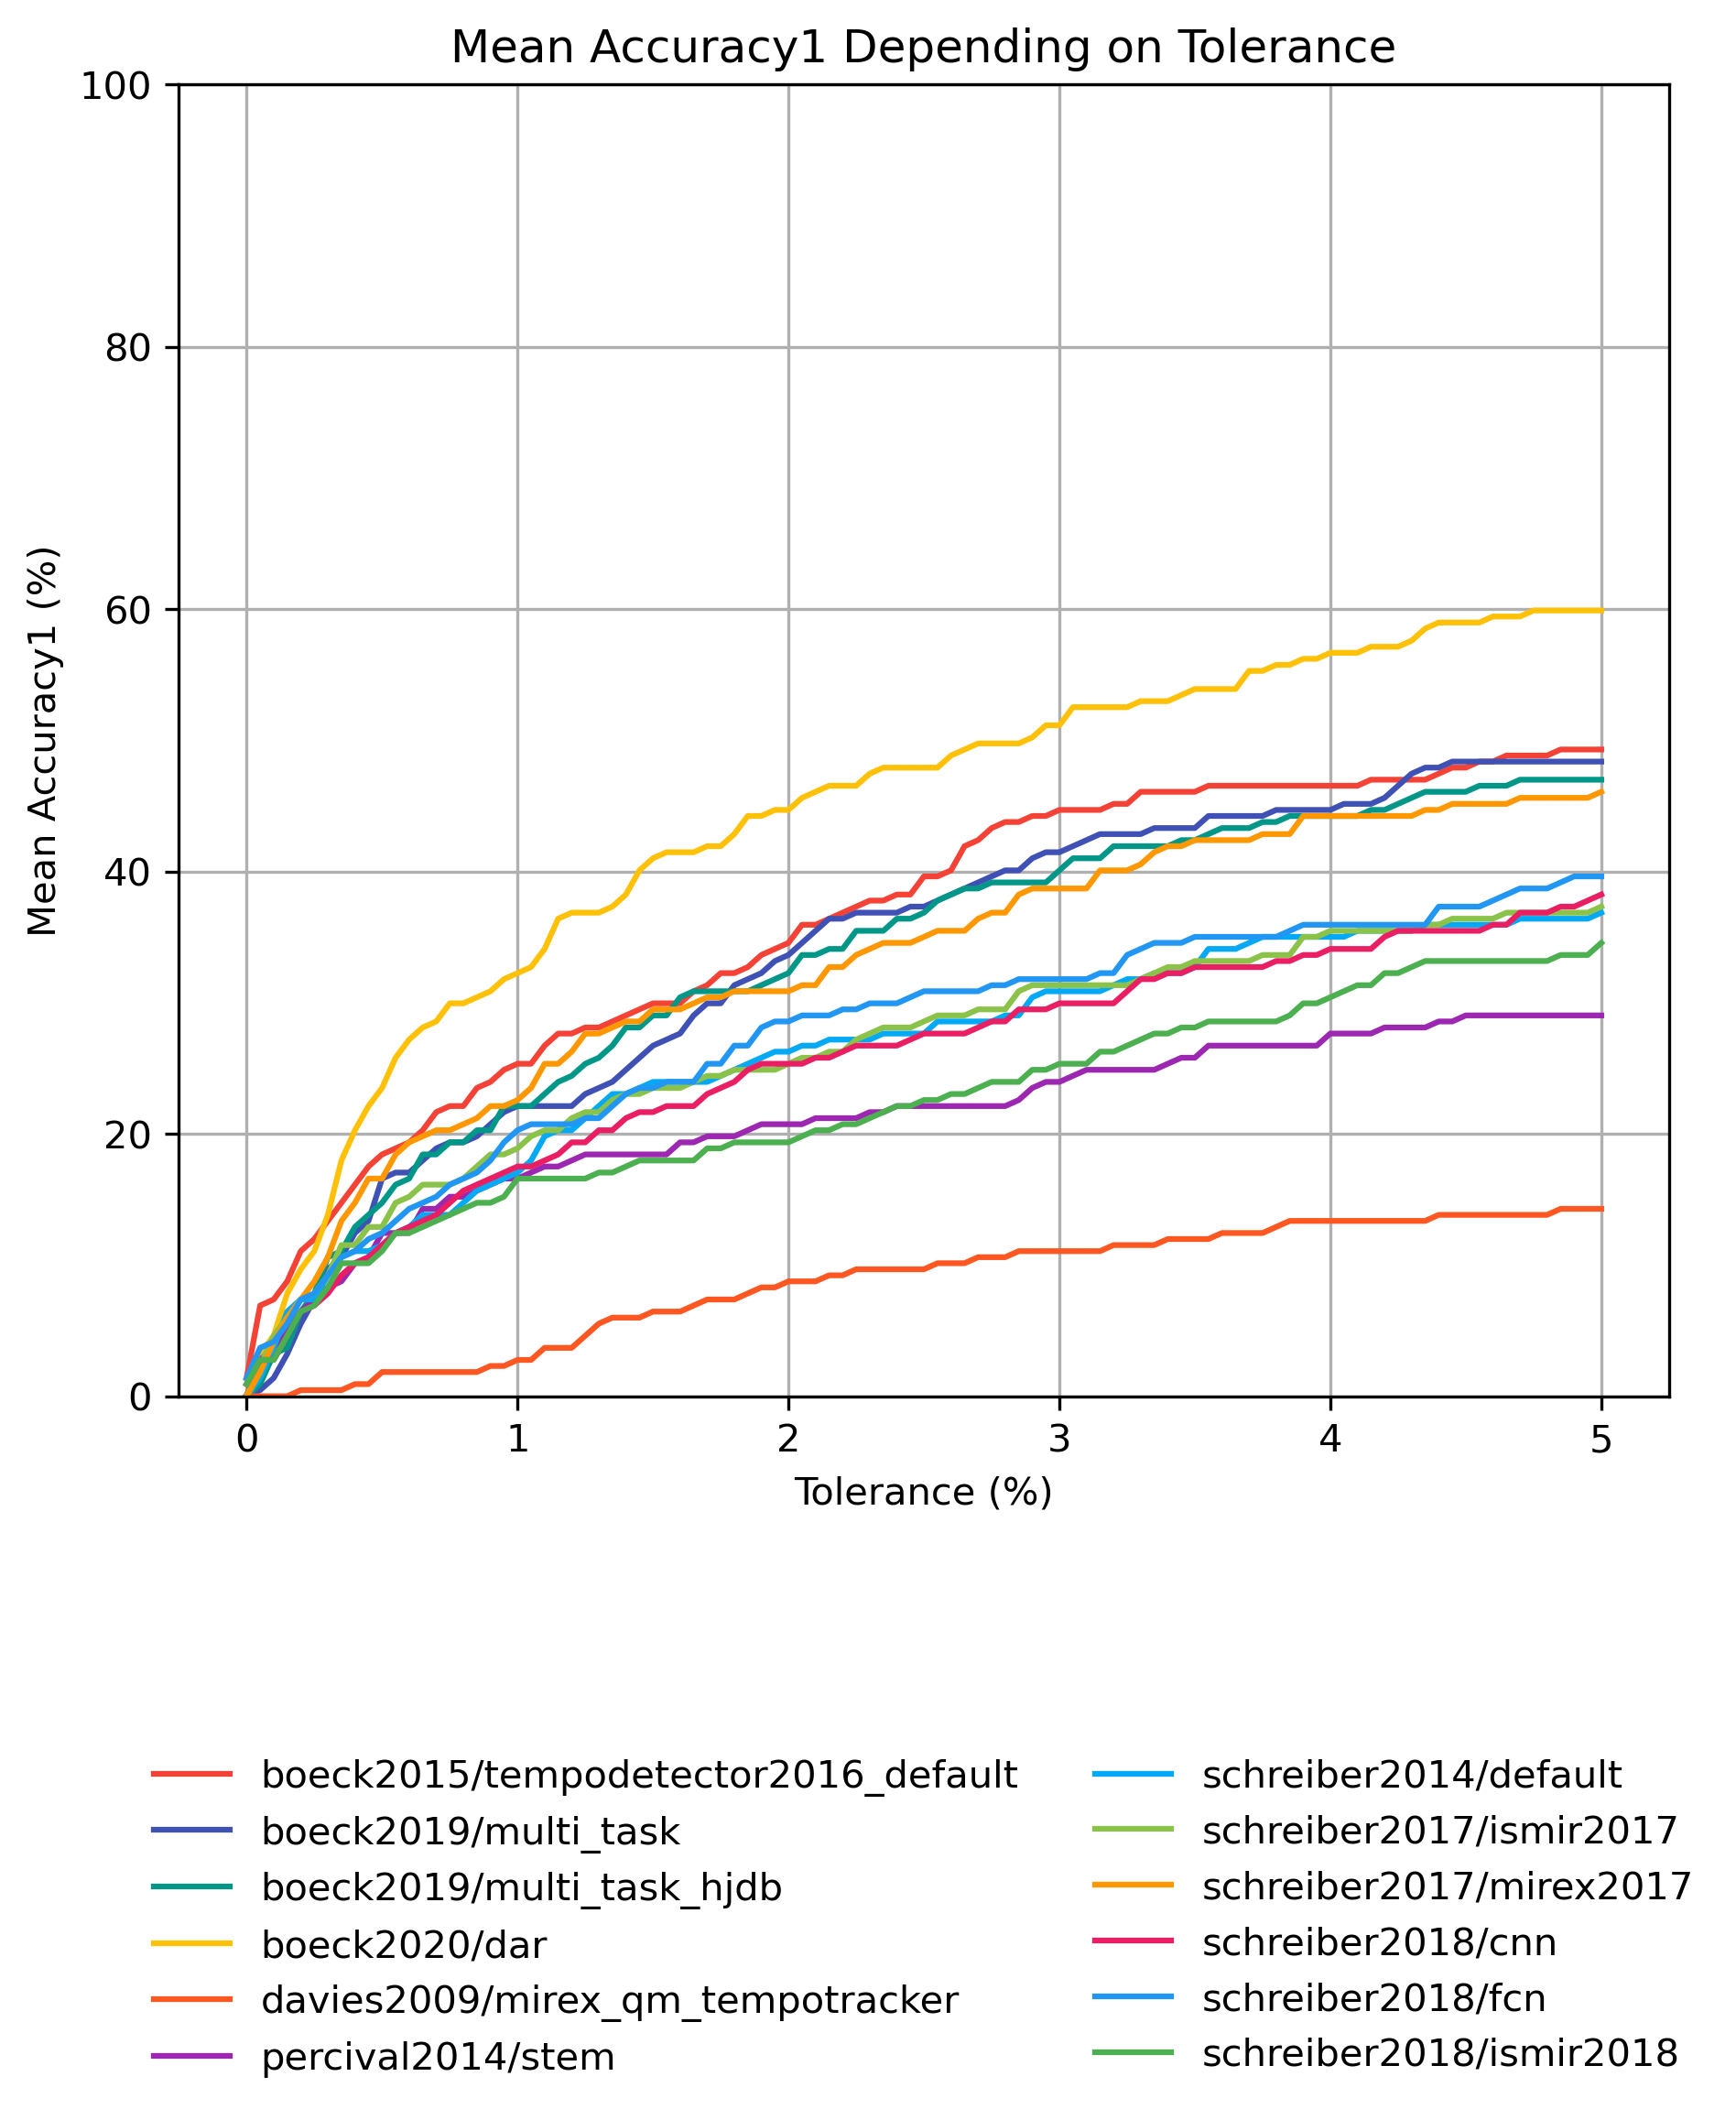 Mean Accuracy1 Depending on Tolerance
100
80
60
40
20
0
Mean Accuracy1 (%)
0 1 2 3 4 5
Tolerance (%)
boeck2015/tempodetector2016_default
boeck2019/multi_task
boeck2019/multi_task_hjdb
boeck2020/dar
davies2009/mirex_qm_tempotracker
percival2014/stem
schreiber2014/default
schreiber2017/ismir2017
schreiber2017/mirex2017
schreiber2018/cnn
schreiber2018/fcn
schreiber2018/ismir2018